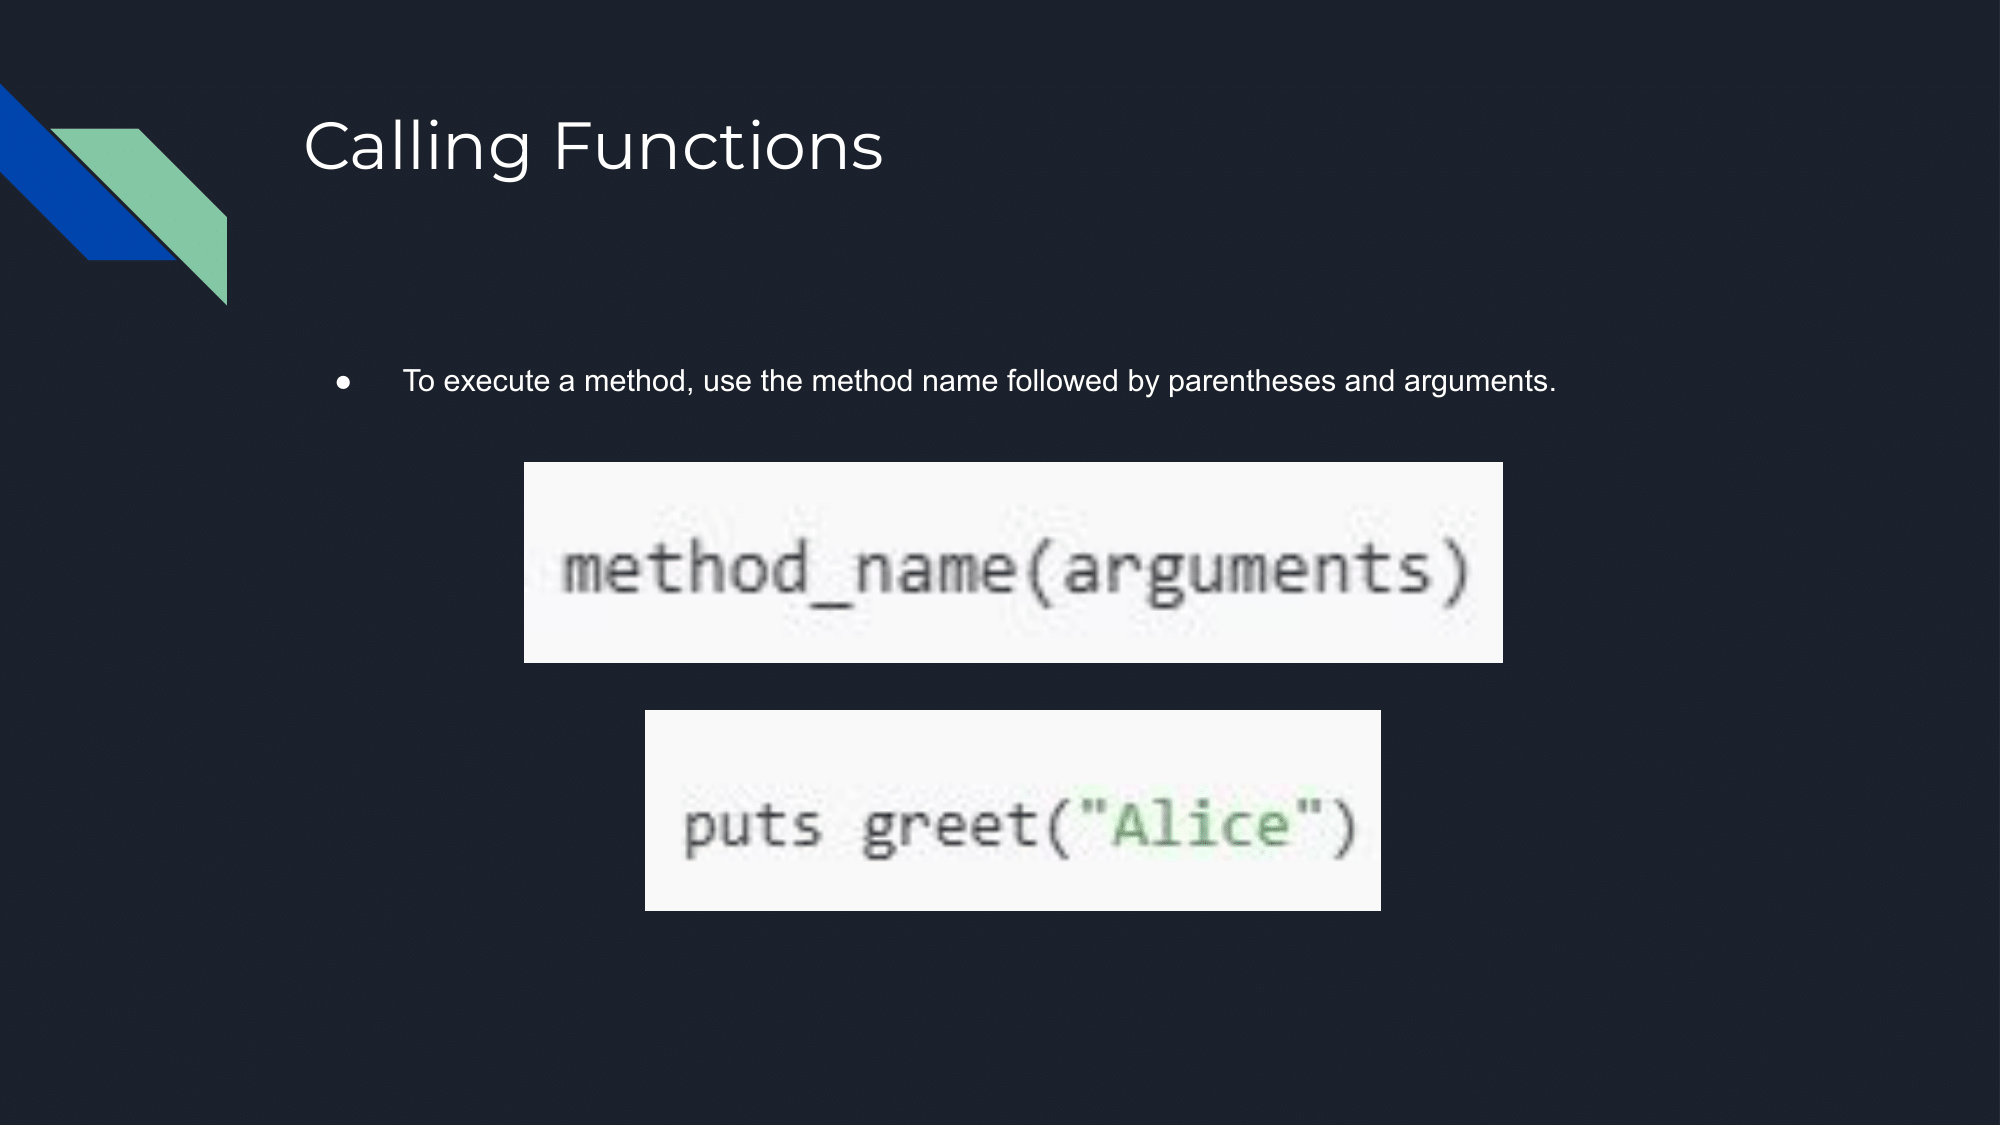 Calling Functions
● To execute a method, use the method name followed by parentheses and arguments.
method_name(arguments)
puts greet("Alice")